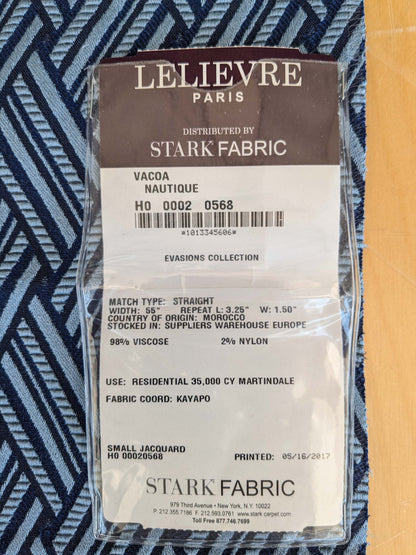 LELIEVRE
PARIS
DISTRIBUTED BY
STARK FABRIC
VACOA
NAUTIQUE
H0 0002 0568
*1013345606*
EVASIONS COLLECTION
MATCH TYPE: STRAIGHT
WIDTH: 55" REPEAT L: 3.25" W: 1.50"
COUNTRY OF ORIGIN: MOROCCO
STOCKED IN: SUPPLIERS WAREHOUSE EUROPE
98% VISCOSE 2% NYLON
USE: RESIDENTIAL 35,000 CY MARTINDALE
FABRIC COORD: KAYAPO
SMALL JACQUARD
H0 00020568 PRINTED: 05/16/2017
STARK FABRIC
979 Third Avenue • New York, N.Y. 10022
P. 212.355.7186 F. 212.593.0761 www.starkcarpet.com
Toll Free 877.746.7699